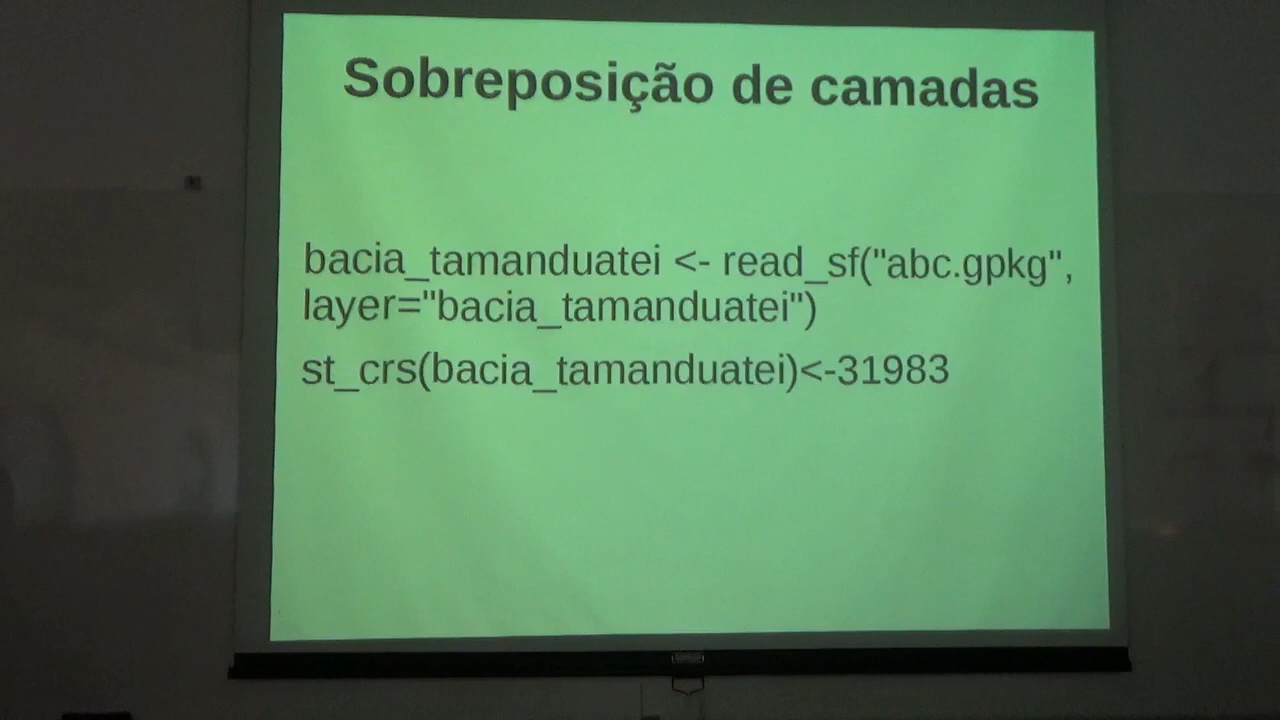 Sobreposição de camadas
bacia_tamanduatei <- read_sf("abc.gpkg",
layer="bacia_tamanduatei")
st_crs(bacia_tamanduatei)<-31983